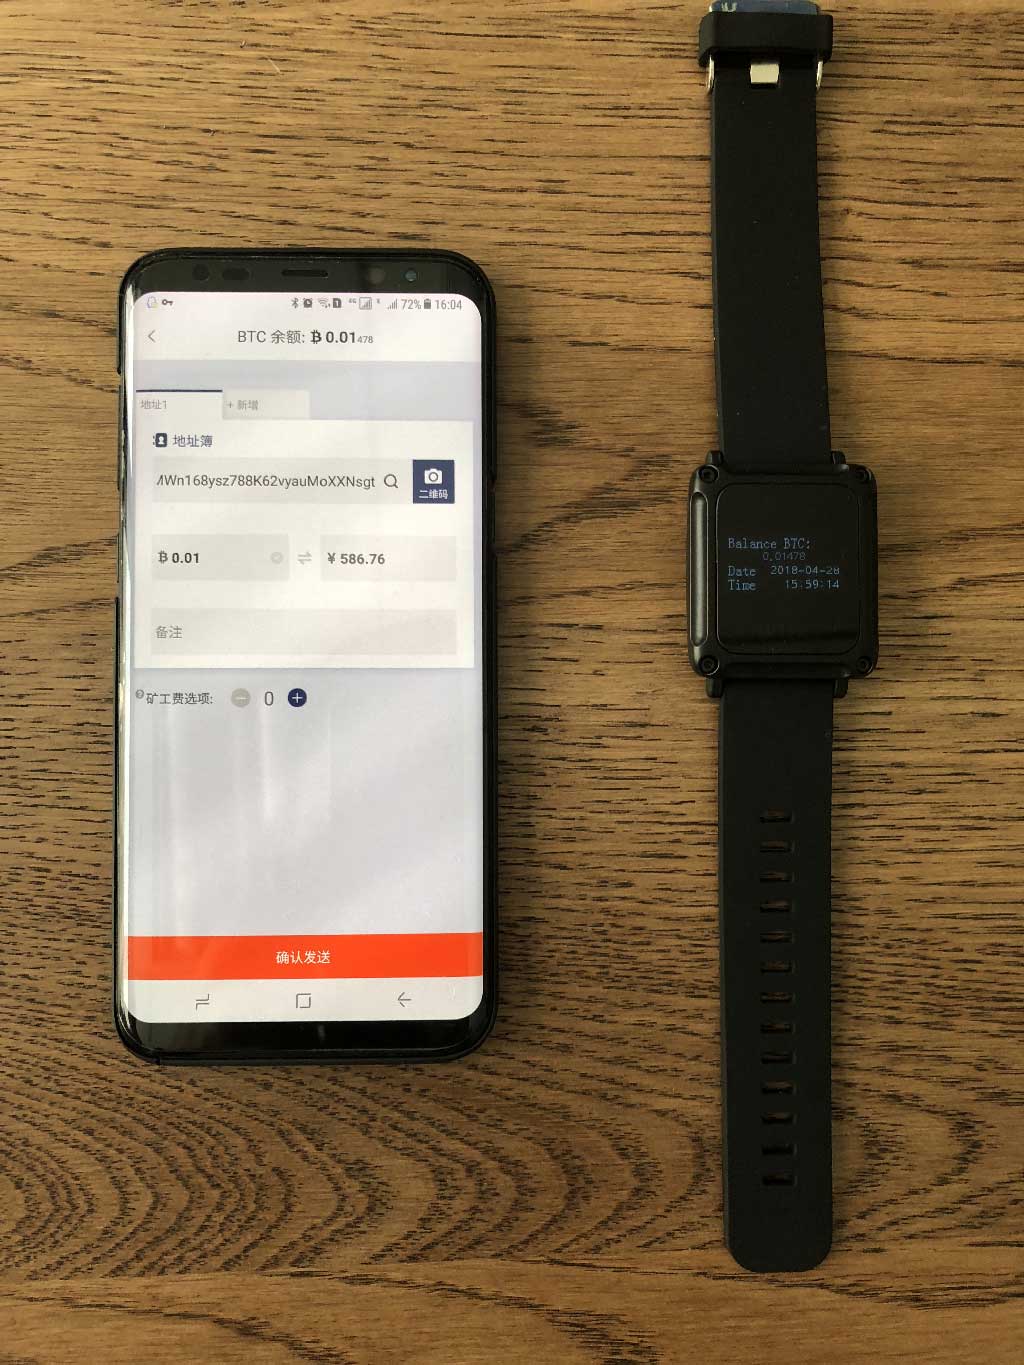 72% 16:04
BTC 余额: ₿ 0.01478
地址1
+ 新增
地址簿
Wn168ysz788K62vyauMoXXNsgt
二维码
₿ 0.01
¥ 586.76
备注
矿工费选项: 0
确认发送
Balance BTC:
0.01478
Date 2018-04-28
Time 15:59:14